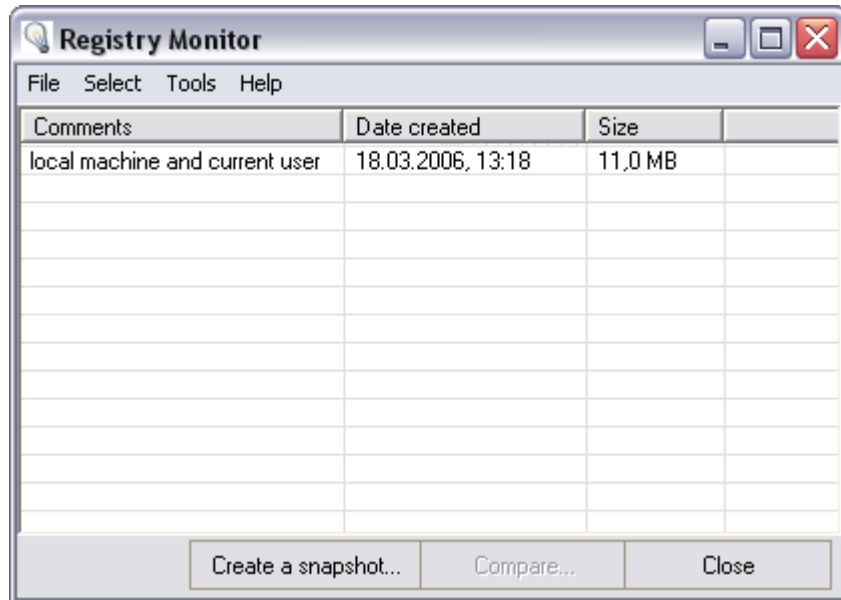 Registry Monitor
File Select Tools Help
Comments Date created Size
local machine and current user 18.03.2006, 13:18 11,0 MB
Create a snapshot... Compare... Close